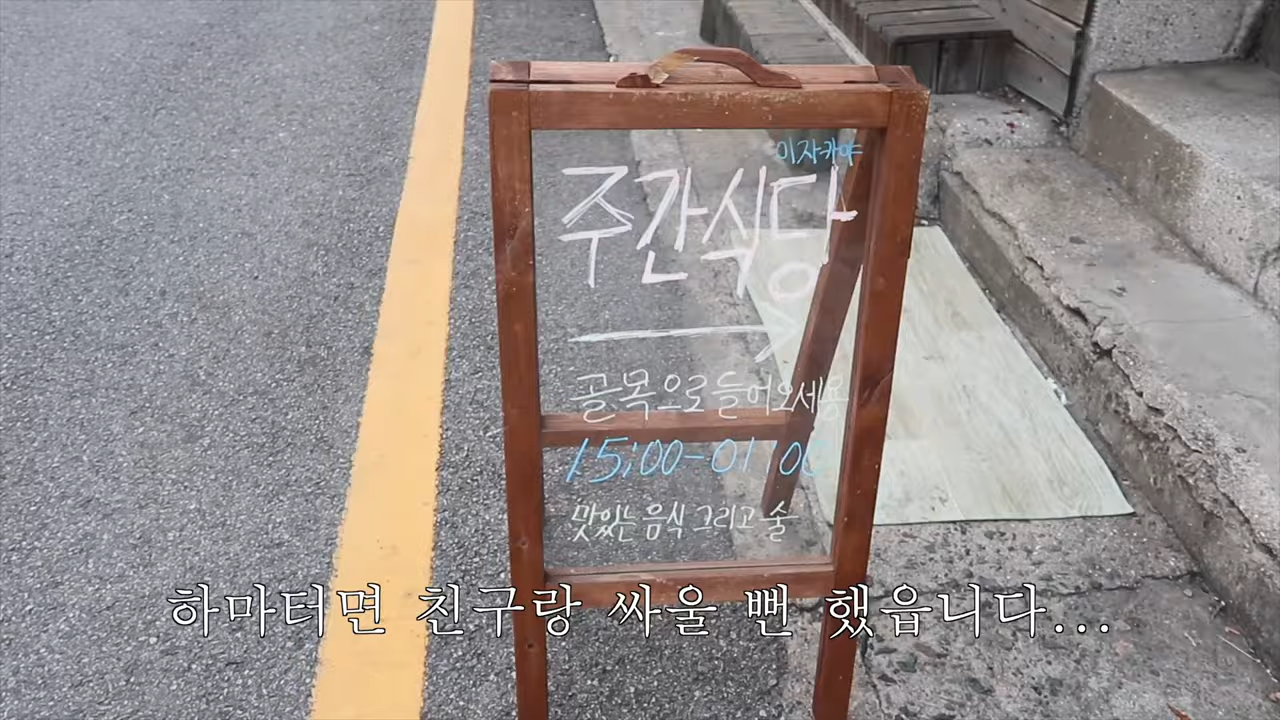 이자카야
주간식당
골목으로 들어오세용
15:00-01:00
맛있는 음식 그리고 술
하마터면 친구랑 싸울 뻔 했읍니다...